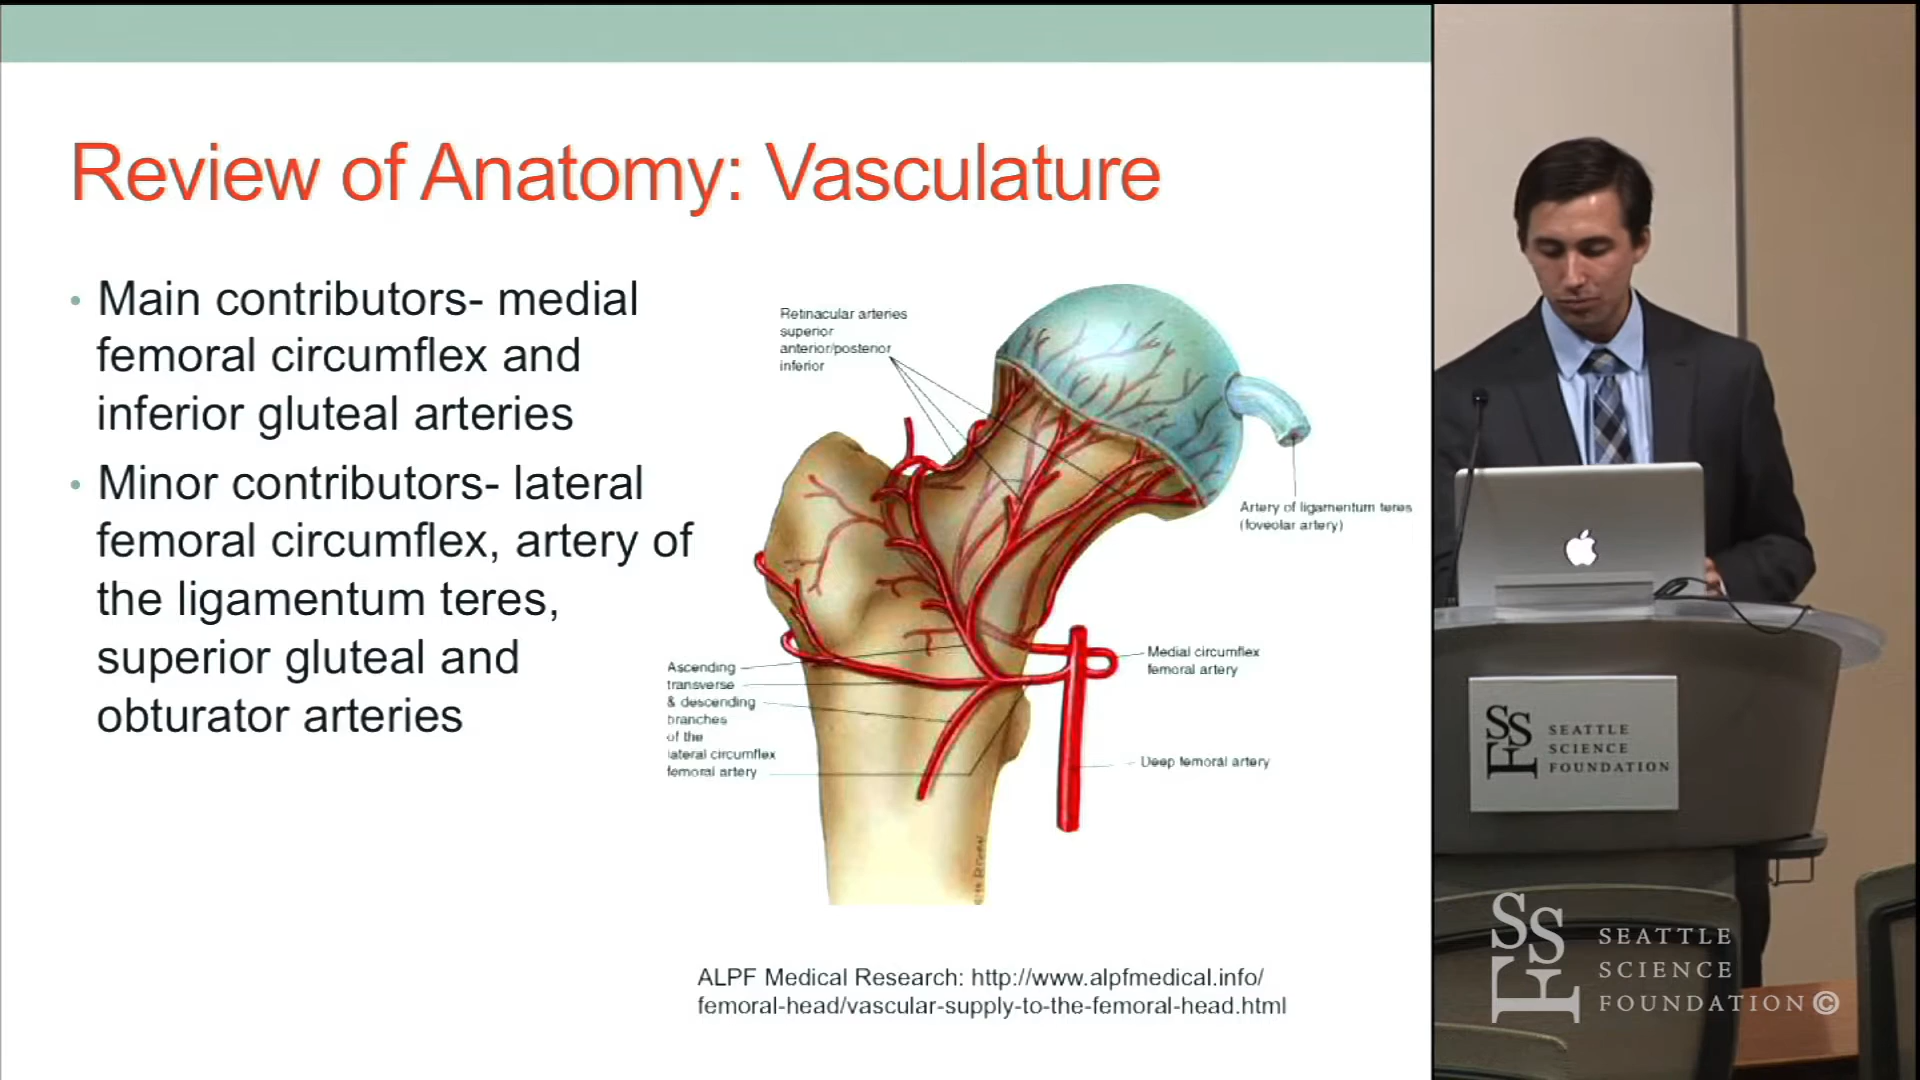 Review of Anatomy: Vasculature
• Main contributors- medial
femoral circumflex and
inferior gluteal arteries
• Minor contributors- lateral
femoral circumflex, artery of
the ligamentum teres,
superior gluteal and
obturator arteries
Retinacular arteries
superior
anterior/posterior
inferior
Artery of ligamentum teres
(foveolar artery)
Ascending
transverse
& descending
branches
of the
lateral circumflex
femoral artery
Medial circumflex
femoral artery
Deep femoral artery
ALPF Medical Research: http://www.alpfmedical.info/
femoral-head/vascular-supply-to-the-femoral-head.html
SSF
SEATTLE
SCIENCE
FOUNDATION
SSF
SEATTLE
SCIENCE
FOUNDATION©